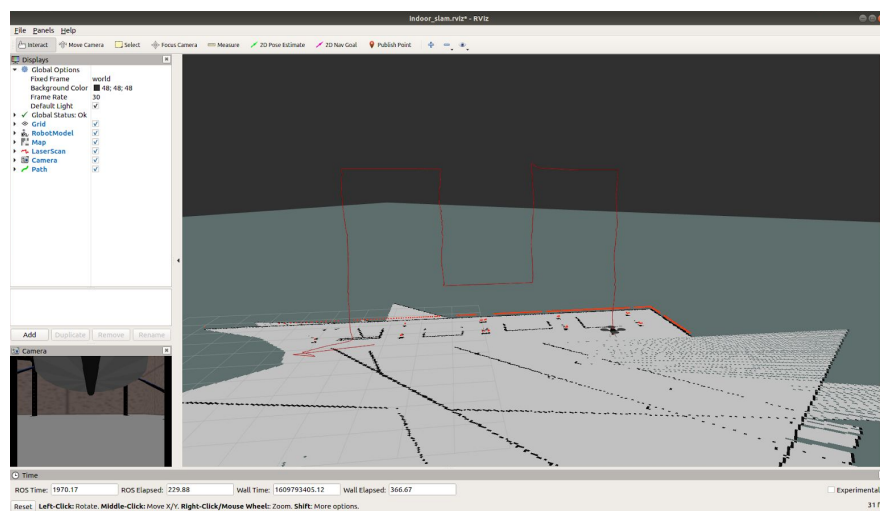 indoor_slam.rviz* - RViz
File Panels Help
Interact Move Camera Select Focus Camera Measure 2D Pose Estimate 2D Nav Goal Publish Point
Displays
Global Options
Fixed Frame world
Background Color 48; 48; 48
Frame Rate 30
Default Light
Global Status: Ok
Grid
RobotModel
Map
LaserScan
Camera
Path
Add Duplicate Remove Rename
Camera
Time
ROS Time: 1970.17 ROS Elapsed: 229.88 Wall Time: 1609793405.12 Wall Elapsed: 366.67 Experimental
Reset Left-Click: Rotate. Middle-Click: Move X/Y. Right-Click/Mouse Wheel:: Zoom. Shift: More options. 31 f